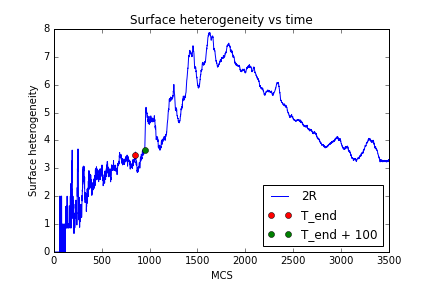 Surface heterogeneity vs time
Surface heterogeneity
8
7
6
5
4
3
2
1
0
0 500 1000 1500 2000 2500 3000 3500
MCS
2R
T_end
T_end + 100